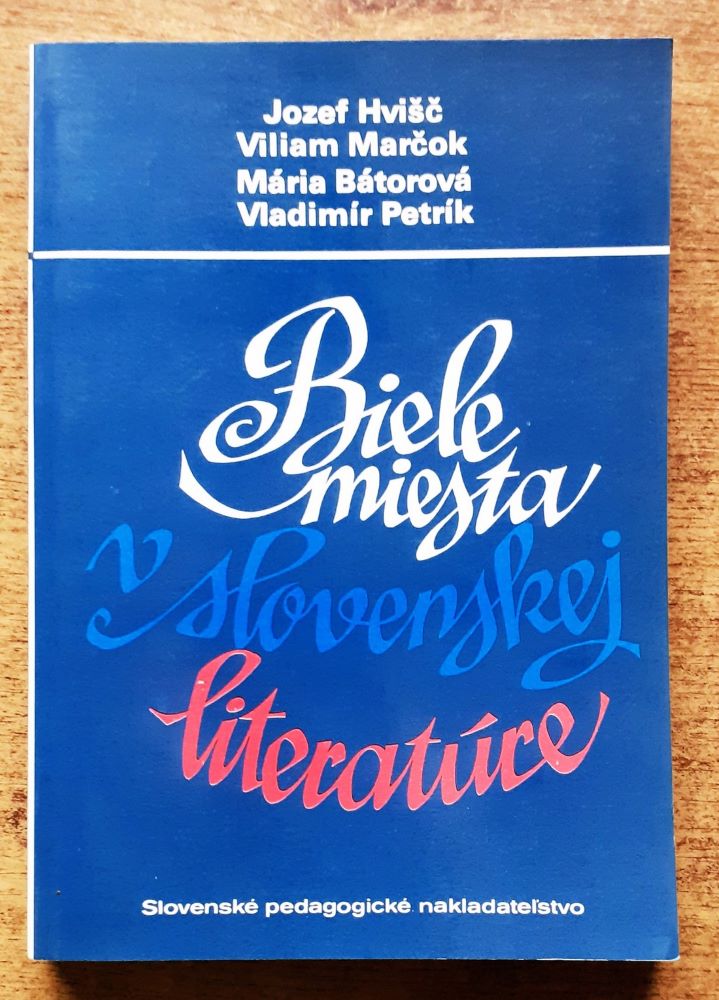 Jozef Hvišč
Viliam Marčok
Mária Bátorová
Vladimír Petrík
Biele
miesta
v slovenskej
literatúre
Slovenské pedagogické nakladateľstvo